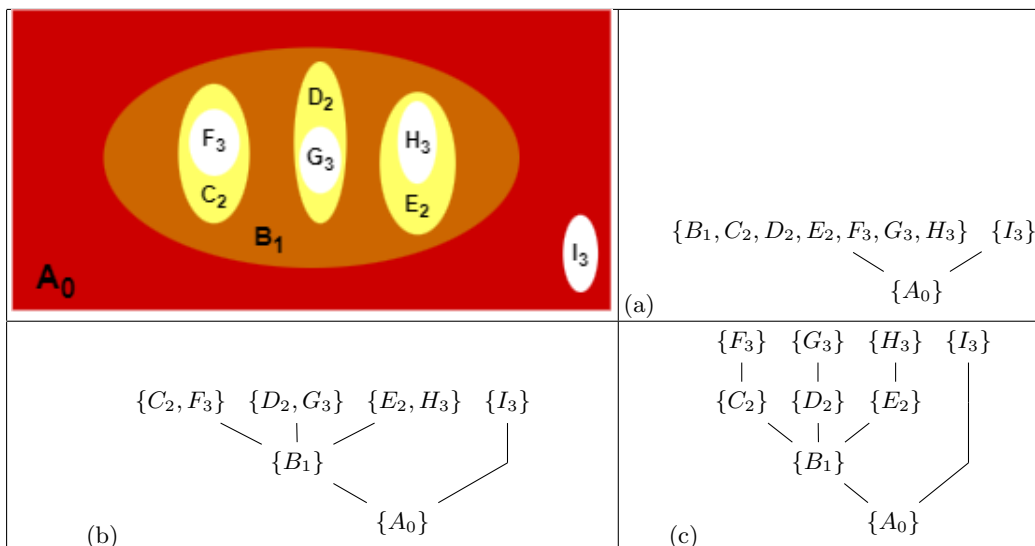 D₂
F₃
H₃
G₃
C₂
E₂
B₁
I₃
A₀
{B₁, C₂, D₂, E₂, F₃, G₃, H₃} {I₃}
{A₀}
(a)
{C₂, F₃} {D₂, G₃} {E₂, H₃} {I₃}
{B₁}
{A₀}
(b)
{F₃} {G₃} {H₃} {I₃}
{C₂} {D₂} {E₂}
{B₁}
{A₀}
(c)